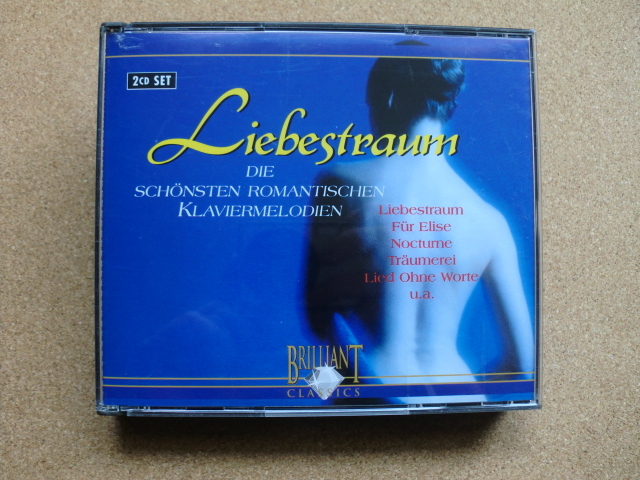 2CD SET
Liebestraum
DIE
SCHÖNSTEN ROMANTISCHEN
KLAVIERMELODIEN
Liebestraum
Für Elise
Nocturne
Träumerei
Lied Ohne Worte
u.a.
BRILLIANT
CLASSICS